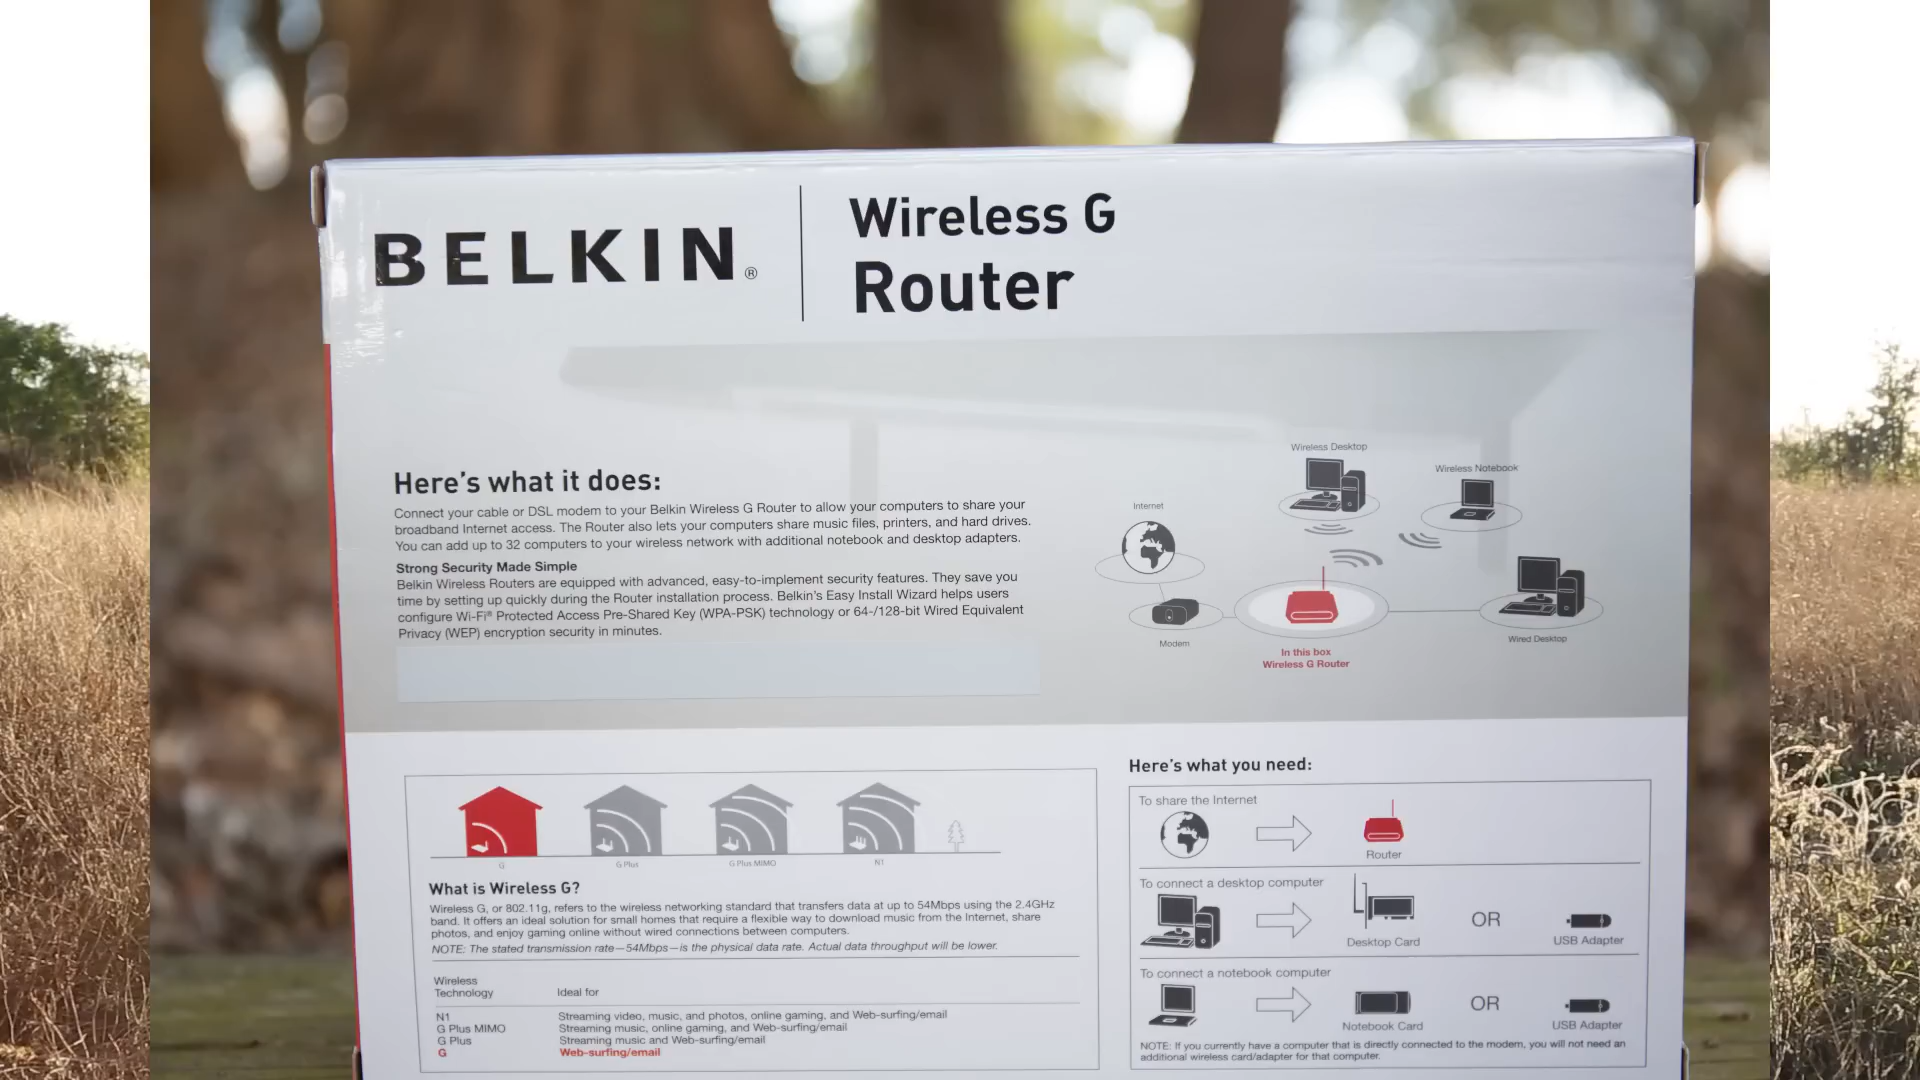 BELKIN®
Wireless G
Router
Here's what it does:
Connect your cable or DSL modem to your Belkin Wireless G Router to allow your computers to share your
broadband Internet access. The Router also lets your computers share music files, printers, and hard drives.
You can add up to 32 computers to your wireless network with additional notebook and desktop adapters.
Strong Security Made Simple
Belkin Wireless Routers are equipped with advanced, easy-to-implement security features. They save you
time by setting up quickly during the Router installation process. Belkin's Easy Install Wizard helps users
configure Wi-Fi® Protected Access Pre-Shared Key (WPA-PSK) technology or 64-/128-bit Wired Equivalent
Privacy (WEP) encryption security in minutes.
Wireless Desktop
Wireless Notebook
Internet
Modem
Wired Desktop
In this box
Wireless G Router
G
G Plus
G Plus MIMO
N1
What is Wireless G?
Wireless G, or 802.11g, refers to the wireless networking standard that transfers data at up to 54Mbps using the 2.4GHz
band. It offers an ideal solution for small homes that require a flexible way to download music from the Internet, share
photos, and enjoy gaming online without wired connections between computers.
NOTE: The stated transmission rate—54Mbps—is the physical data rate. Actual data throughput will be lower.
Wireless
Technology
Ideal for
N1 Streaming video, music, and photos, online gaming, and Web-surfing/email
G Plus MIMO Streaming music, online gaming, and Web-surfing/email
G Plus Streaming music and Web-surfing/email
G Web-surfing/email
Here's what you need:
To share the Internet
Router
To connect a desktop computer
Desktop Card
OR
USB Adapter
To connect a notebook computer
Notebook Card
OR
USB Adapter
NOTE: If you currently have a computer that is directly connected to the modem, you will not need an
additional wireless card/adapter for that computer.